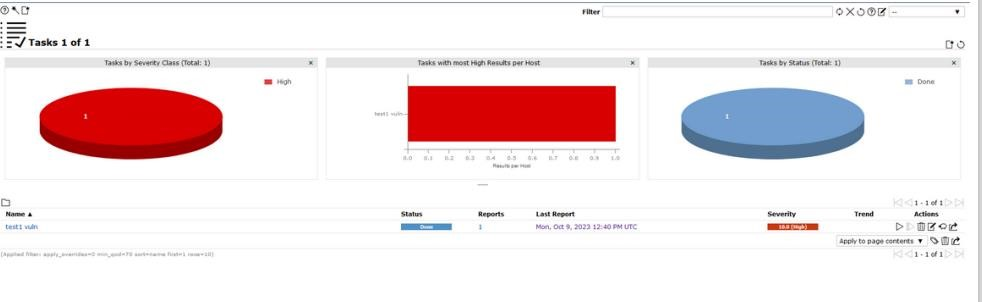 Filter
--
Tasks 1 of 1
Tasks by Severity Class (Total: 1)
×
High
1
Tasks with most High Results per Host
×
test1 vuln
0.0 0.1 0.2 0.3 0.4 0.5 0.6 0.7 0.8 0.9 1.0
Results per Host
Tasks by Status (Total: 1)
×
Done
1
1 - 1 of 1
Name ▲ Status Reports Last Report Severity Trend Actions
test1 vuln Done 1 Mon, Oct 9, 2023 12:40 PM UTC 10.0 (High)
Apply to page contents ▼
(Applied filter: apply_overrides=0 min_qod=70 sort=name first=1 rows=10)
1 - 1 of 1